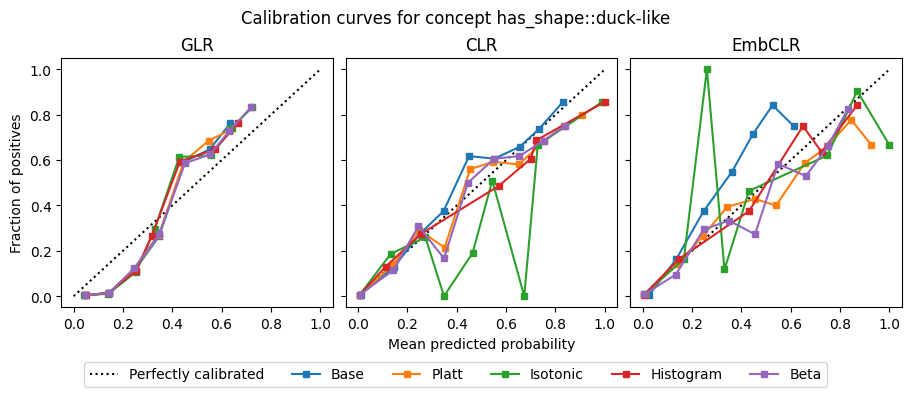 Calibration curves for concept has_shape::duck-like
GLR
CLR
EmbCLR
Fraction of positives
1.0
0.8
0.6
0.4
0.2
0.0
0.0 0.2 0.4 0.6 0.8 1.0
0.0 0.2 0.4 0.6 0.8 1.0
0.0 0.2 0.4 0.6 0.8 1.0
Mean predicted probability
Perfectly calibrated Base Platt Isotonic Histogram Beta